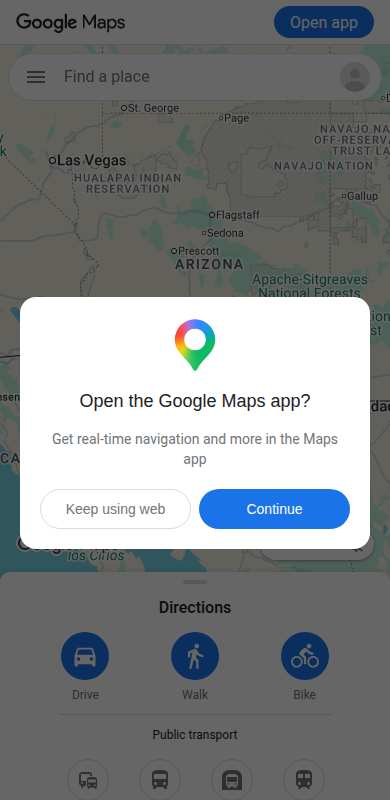 Google Maps
Open app
Find a place
St. George
Page
NAVAJO NA
OFF-RESERVA
TRUST LA
Las Vegas
HUALAPAI INDIAN
RESERVATION
NAVAJO NATION
Gallup
Flagstaff
Sedona
Prescott
ARIZONA
Apache-Sitgreaves
National Forests
Open the Google Maps app?
Get real-time navigation and more in the Maps
app
Keep using web
Continue
Directions
Drive
Walk
Bike
Public transport